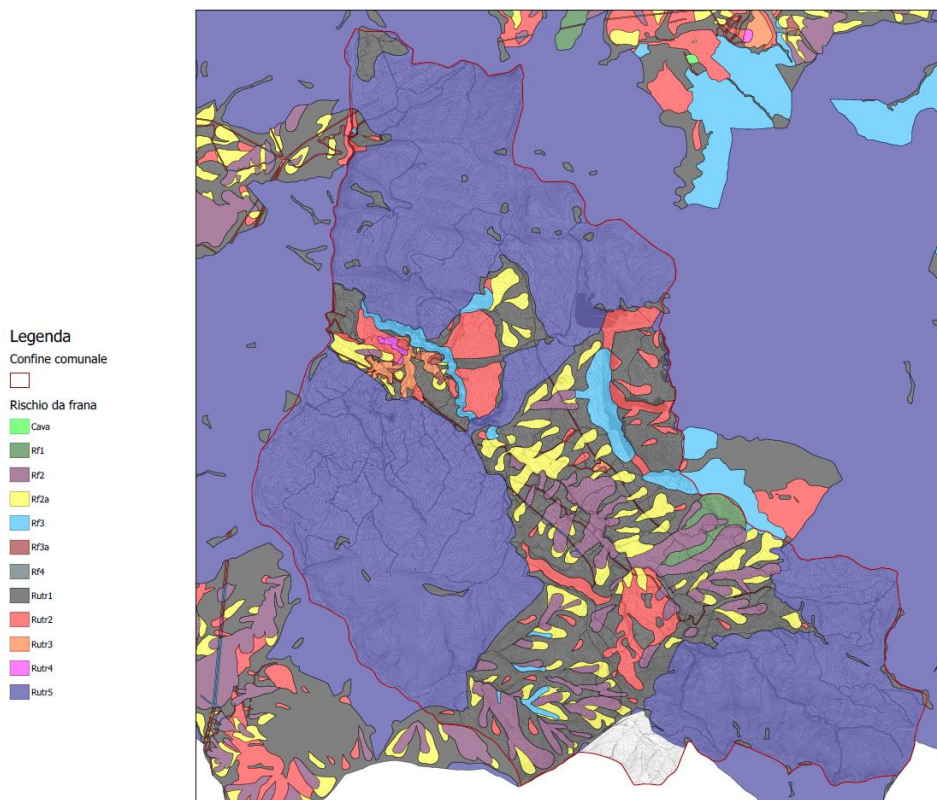 Legenda
Confine comunale
Rischio da frana
Cava
Rf1
Rf2
Rf2a
Rf3
Rf3a
Rf4
Rutr1
Rutr2
Rutr3
Rutr4
Rutr5